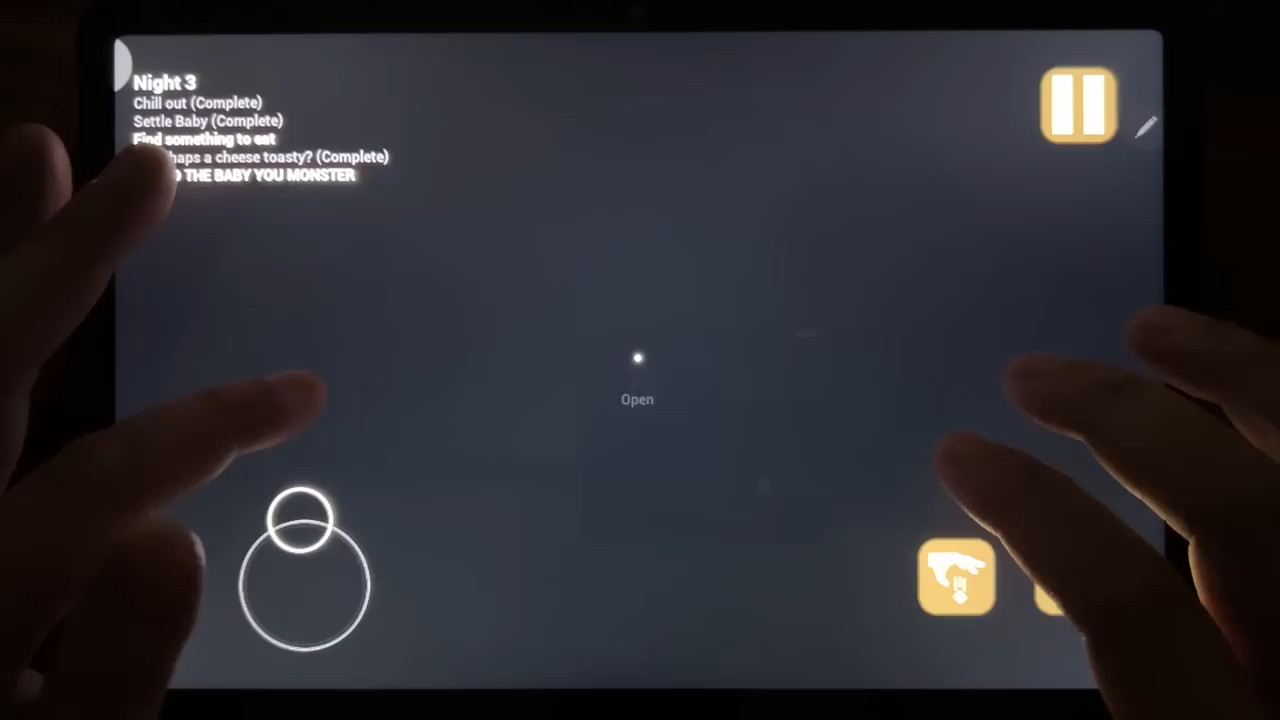 Night 3
Chill out (Complete)
Settle Baby (Complete)
Find something to eat
a cheese toasty? (Complete)
THE BABY YOU MONSTER
Open